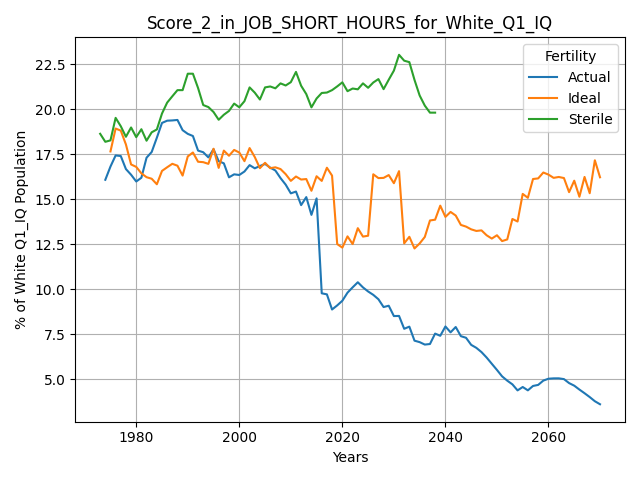 Score_2_in_JOB_SHORT_HOURS_for_White_Q1_IQ
% of White Q1_IQ Population
22.5
20.0
17.5
15.0
12.5
10.0
7.5
5.0
Fertility
Actual
Ideal
Sterile
1980
2000
2020
2040
2060
Years